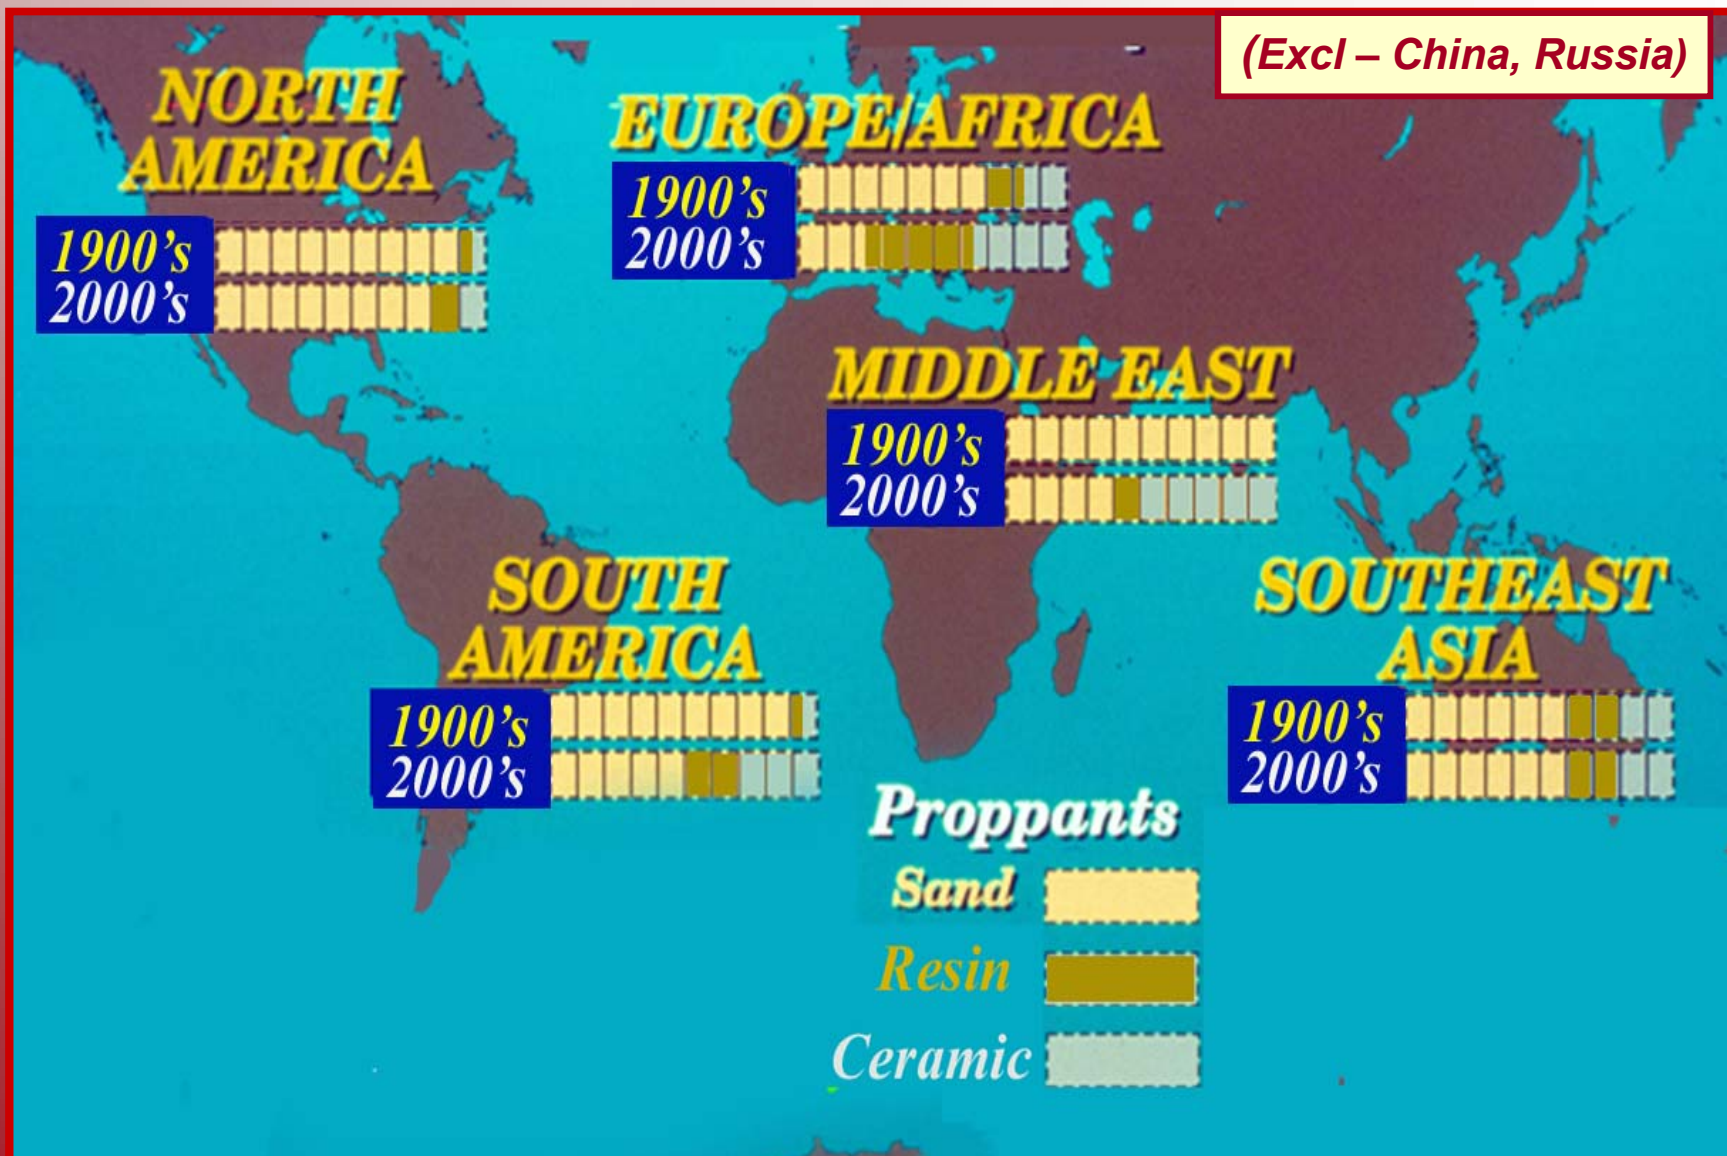 (Excl – China, Russia)
NORTH
AMERICA
1900's
2000's
EUROPE/AFRICA
1900's
2000's
MIDDLE EAST
1900's
2000's
SOUTH
AMERICA
1900's
2000's
SOUTHEAST
ASIA
1900's
2000's
Proppants
Sand
Resin
Ceramic